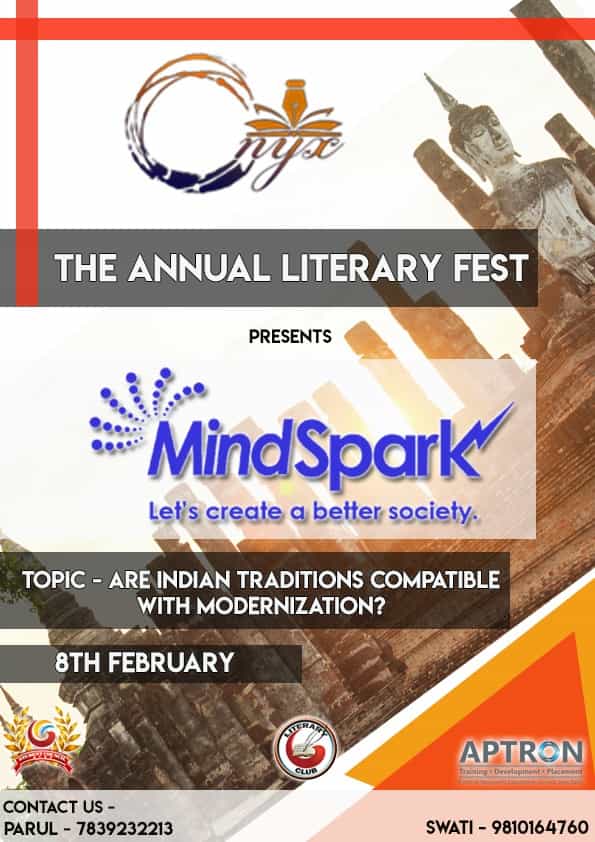 Onyx
THE ANNUAL LITERARY FEST
PRESENTS
MindSpark
Let's create a better society.
TOPIC - ARE INDIAN TRADITIONS COMPATIBLE
WITH MODERNIZATION?
8TH FEBRUARY
LITERARY
CLUB
APTRON
Training • Development • Placement
CONTACT US -
PARUL - 7839232213
SWATI - 9810164760